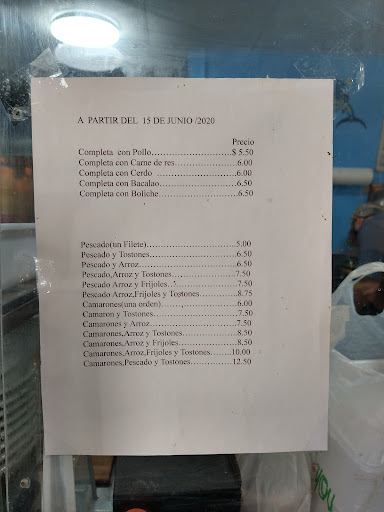 A PARTIR DEL 15 DE JUNIO /2020
Precio
Completa con Pollo...........................$ 5.50
Completa con Carne de res.....................6.00
Completa con Cerdo ...........................6.00
Completa con Bacalao..........................6.50
Completa con Boliche..........................6.50
Pescado(un Filete)............................5.00
Pescado y Tostones............................6.50
Pescado y Arroz...............................6.50
Pescado,Arroz y Tostones......................7.50
Pescado Arroz y Frijoles......................7.50
Pescado Arroz,Frijoles y Tostones.............8.75
Camarones(una orden)..........................6.00
Camaron y Tostones............................7.50
Camarones y Arroz.............................7.50
Camarones,Arroz y Tostones....................8.50
Camarones,Arroz y Frijoles....................8.50
Camarones,Arroz,Frijoles y Tostones..........10.00
Camarones,Pescado y Tostones.................12.50